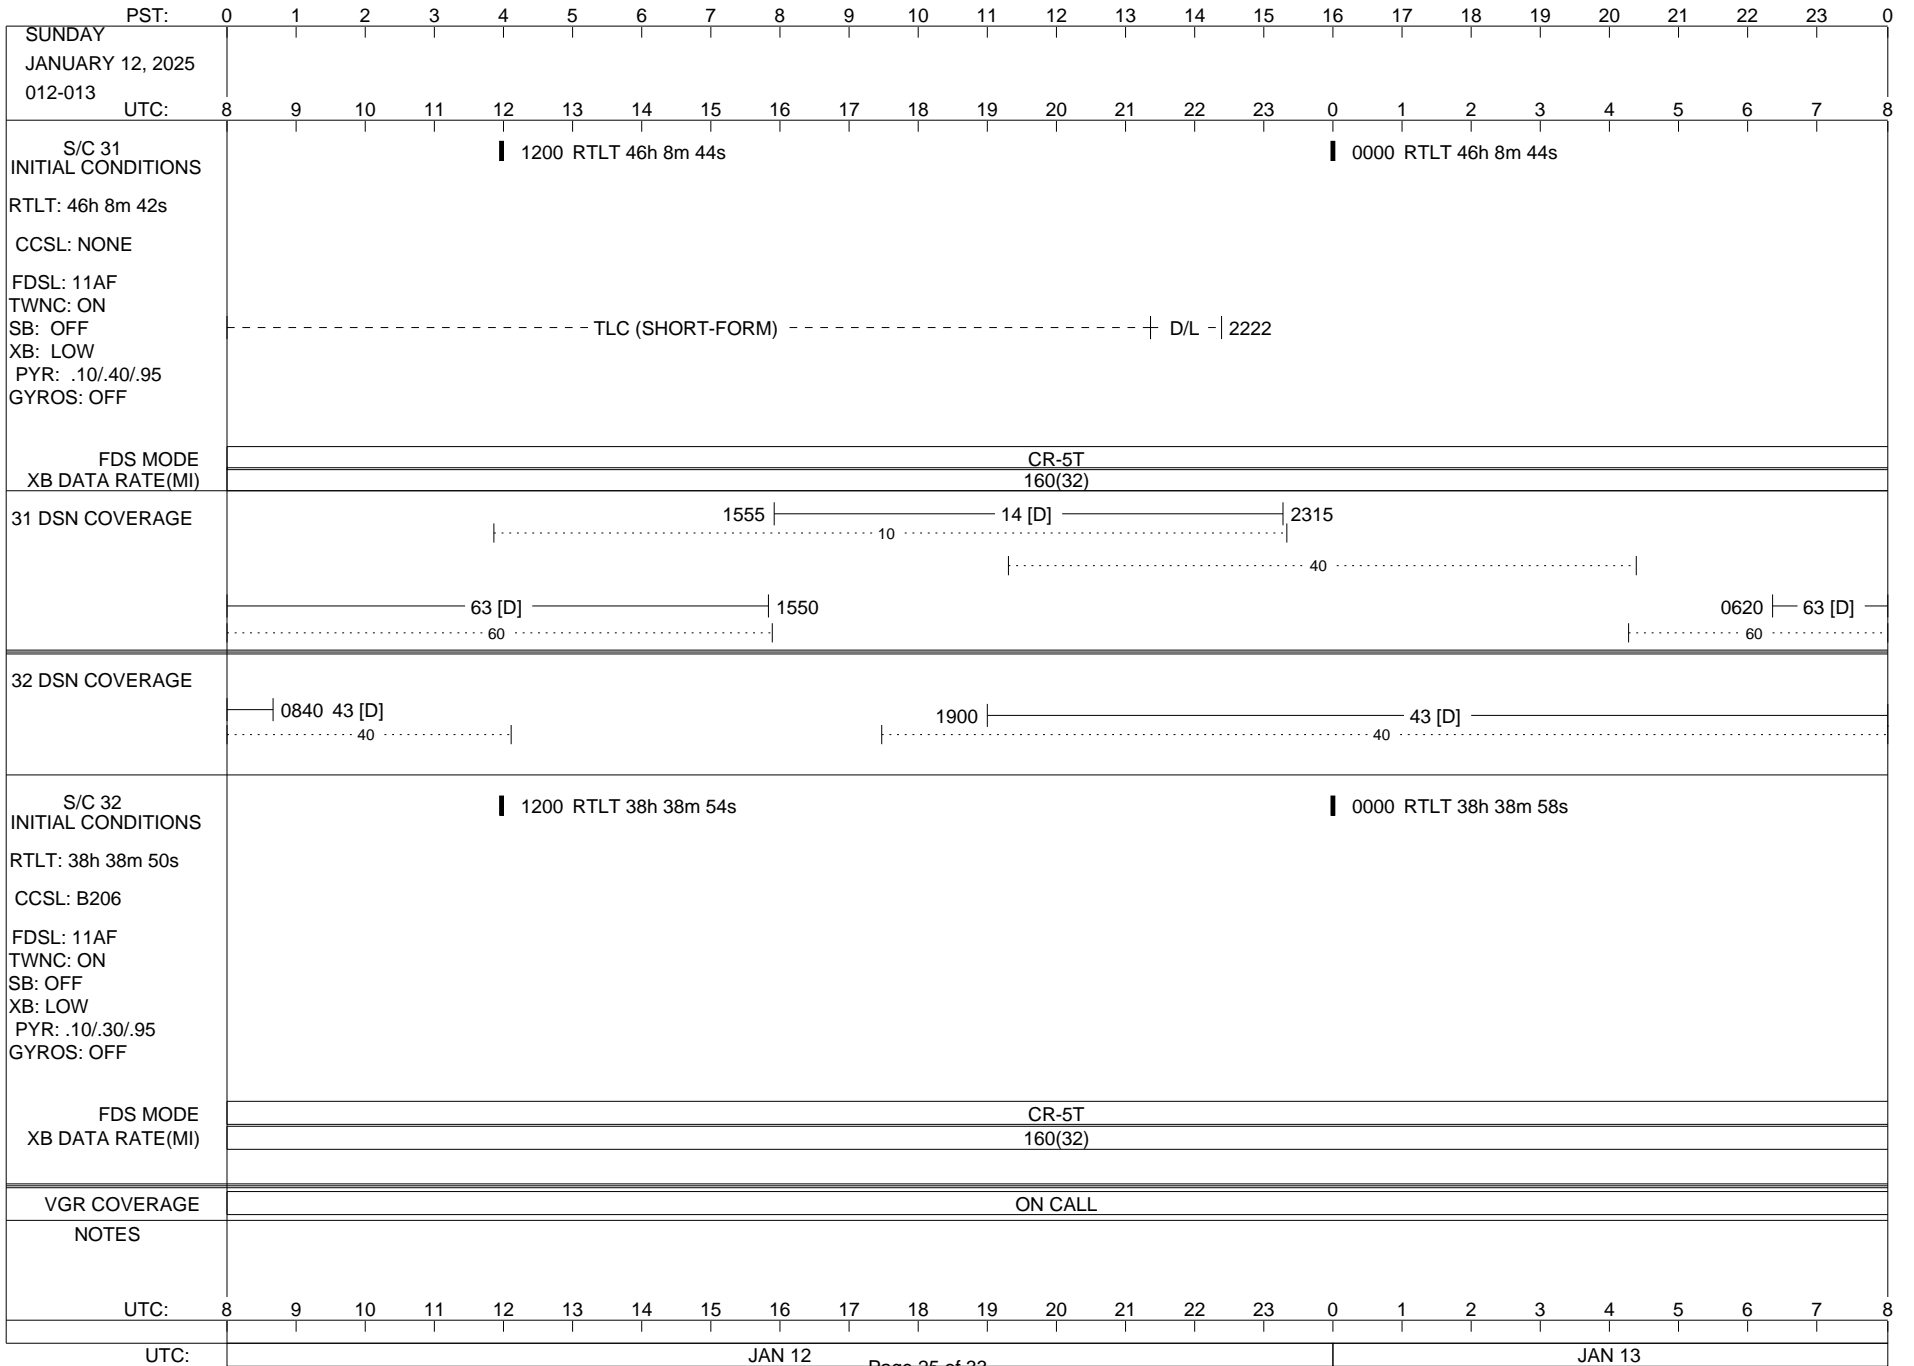 PST: 0 1 2 3 4 5 6 7 8 9 10 11 12 13 14 15 16 17 18 19 20 21 22 23 0
SUNDAY
JANUARY 12, 2025
012-013
UTC: 8 9 10 11 12 13 14 15 16 17 18 19 20 21 22 23 0 1 2 3 4 5 6 7 8
S/C 31
INITIAL CONDITIONS
1200 RTLT 46h 8m 44s
0000 RTLT 46h 8m 44s
RTLT: 46h 8m 42s
CCSL: NONE
FDSL: 11AF
TWNC: ON
SB: OFF
XB: LOW
PYR: .10/.40/.95
GYROS: OFF
TLC (SHORT-FORM) D/L 2222
FDS MODE CR-5T
XB DATA RATE(MI) 160(32)
31 DSN COVERAGE
1555 14 [D] 2315
10
40
63 [D] 1550 0620 63 [D]
60 60
32 DSN COVERAGE
0840 43 [D] 1900 43 [D]
40 40
S/C 32
INITIAL CONDITIONS
1200 RTLT 38h 38m 54s
0000 RTLT 38h 38m 58s
RTLT: 38h 38m 50s
CCSL: B206
FDSL: 11AF
TWNC: ON
SB: OFF
XB: LOW
PYR: .10/.30/.95
GYROS: OFF
FDS MODE CR-5T
XB DATA RATE(MI) 160(32)
VGR COVERAGE ON CALL
NOTES
UTC: 8 9 10 11 12 13 14 15 16 17 18 19 20 21 22 23 0 1 2 3 4 5 6 7 8
UTC: JAN 12 JAN 13
Page 25 of 33